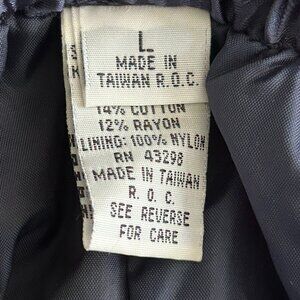 L
MADE IN
TAIWAN R.O.C.
14% COTTON
12% RAYON
LINING: 100% NYLON
RN 43298
MADE IN TAIWAN
R. O. C.
SEE REVERSE
FOR CARE